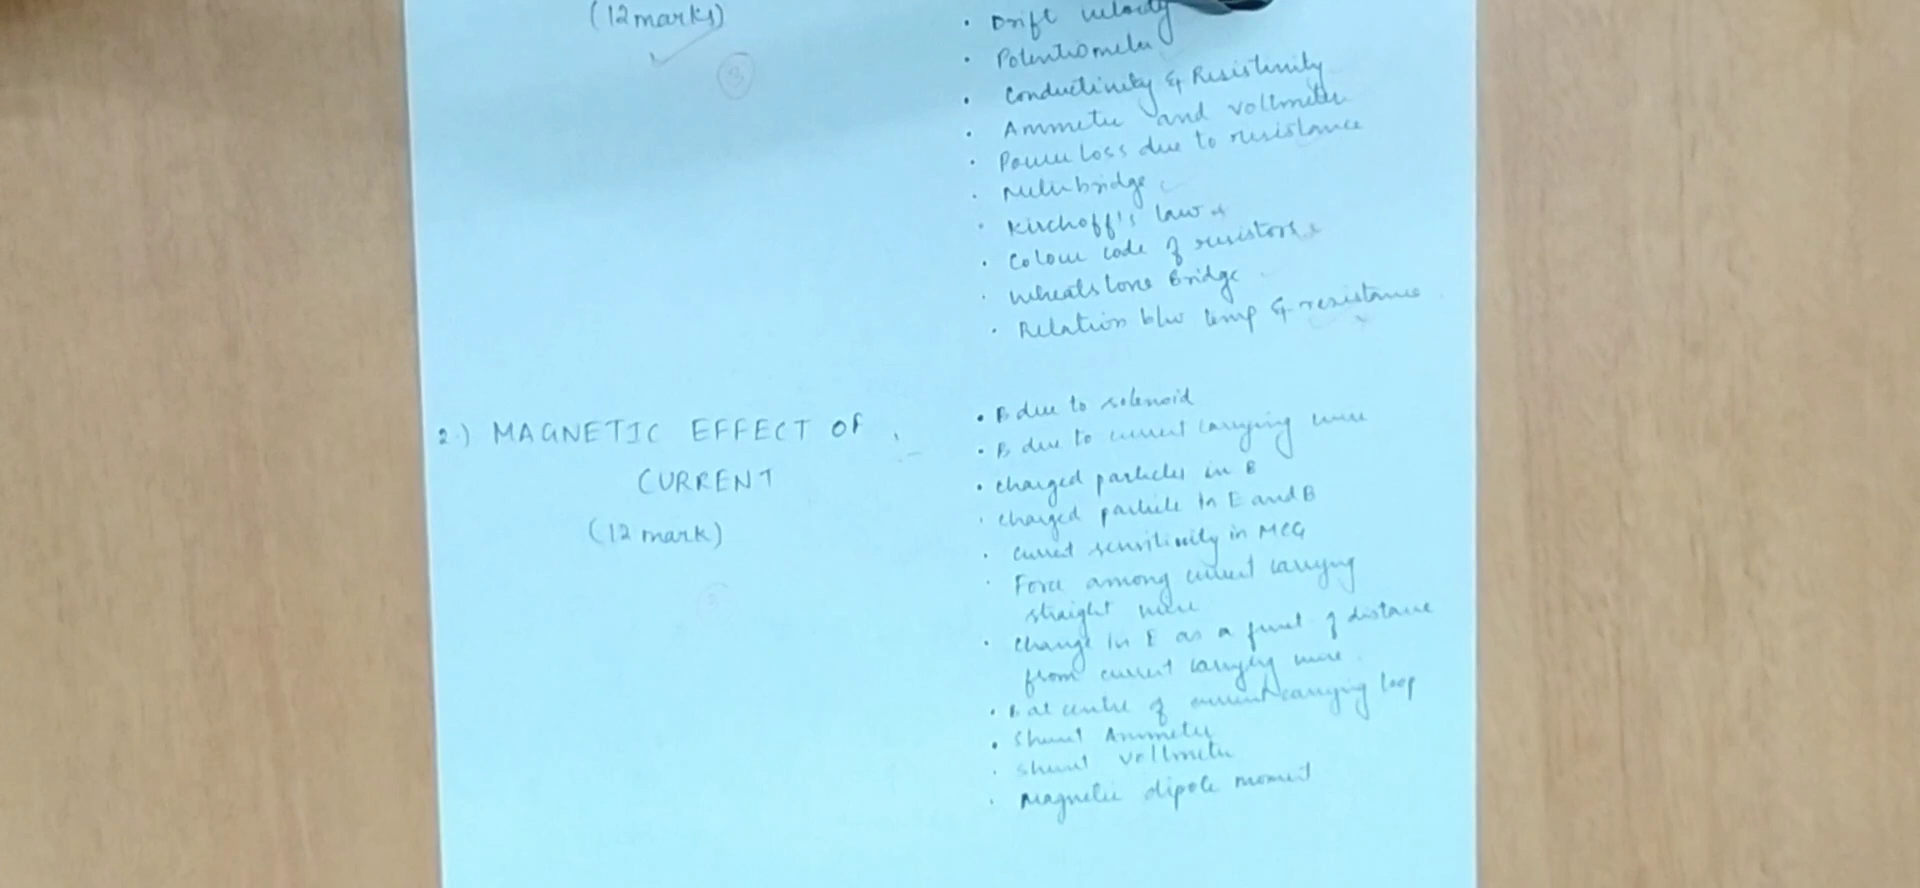 (12 marks)
3
• Drift velocity
• Potentiometer
• Conductivity & Resistivity
• Ammeter and voltmeter
• Power Loss due to resistance
• Meter bridge
• Kirchoff's laws
• Colour code of resistors
• Wheatstone Bridge
• Relation b/w temp & resistance
2.) MAGNETIC EFFECT OF
CURRENT
(12 mark)
• B due to solenoid
• B due to current carrying wire
• charged particles in B
• charged particle in E and B
• current sensitivity in MCG
• Force among current carrying
straight wire
• Change in E as a funct of distance
from current carrying wire.
• B at centre of current carrying loop
• Shunt Ammeter
• Shunt voltmeter
• Magnetic dipole moment